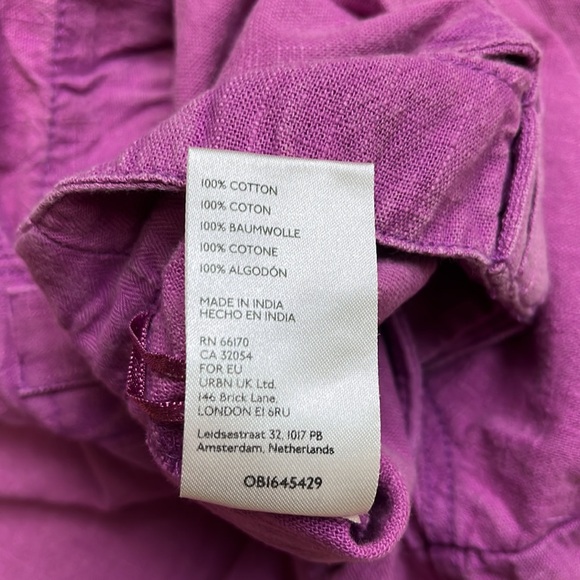 100% COTTON
100% COTON
100% BAUMWOLLE
100% COTONE
100% ALGODÓN
MADE IN INDIA
HECHO EN INDIA
RN 66170
CA 32054
FOR EU
URBN UK Ltd.
146 Brick Lane,
LONDON E1 6RU
Leidsestraat 32, 1017 PB
Amsterdam, Netherlands
OB1645429